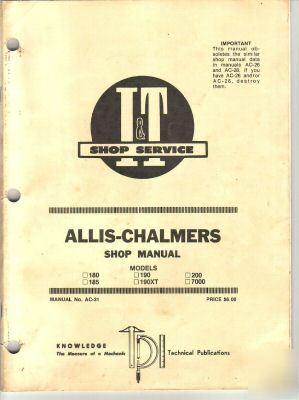 IMPORTANT
This manual ob-
soletes the similar
shop manual data
in manuals AC-26
and AC-28. If you
have AC-26 and/or
AC-28, destroy
them.
I&T
SHOP SERVICE
ALLIS-CHALMERS
SHOP MANUAL
MODELS
□180 □190 □200
□185 □190XT □7000
MANUAL No. AC-31 PRICE $6.00
KNOWLEDGE
The Measure of a Mechanic
Technical Publications